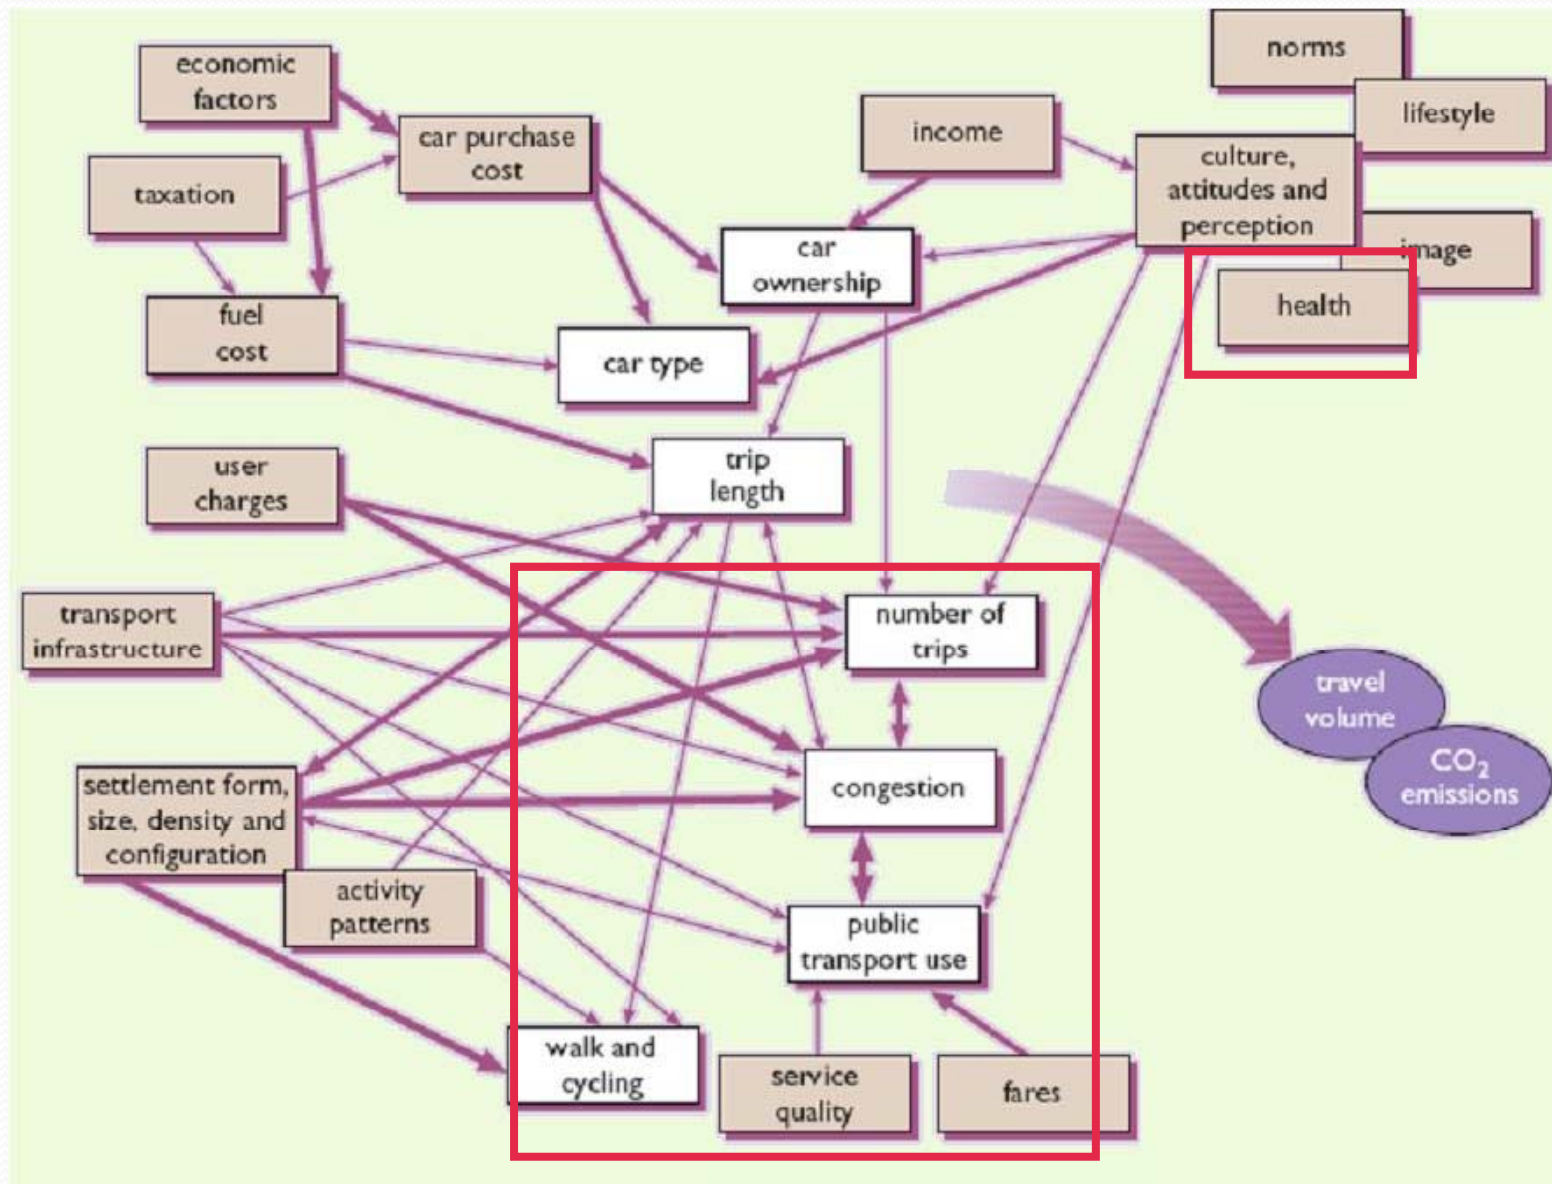 norms
economic
factors
lifestyle
income
car purchase
cost
culture,
attitudes and
perception
taxation
car
ownership
image
health
fuel
cost
car type
trip
length
user
charges
number of
trips
transport
infrastructure
travel
volume
CO₂
emissions
settlement form,
size, density and
configuration
congestion
activity
patterns
public
transport use
walk and
cycling
service
quality
fares